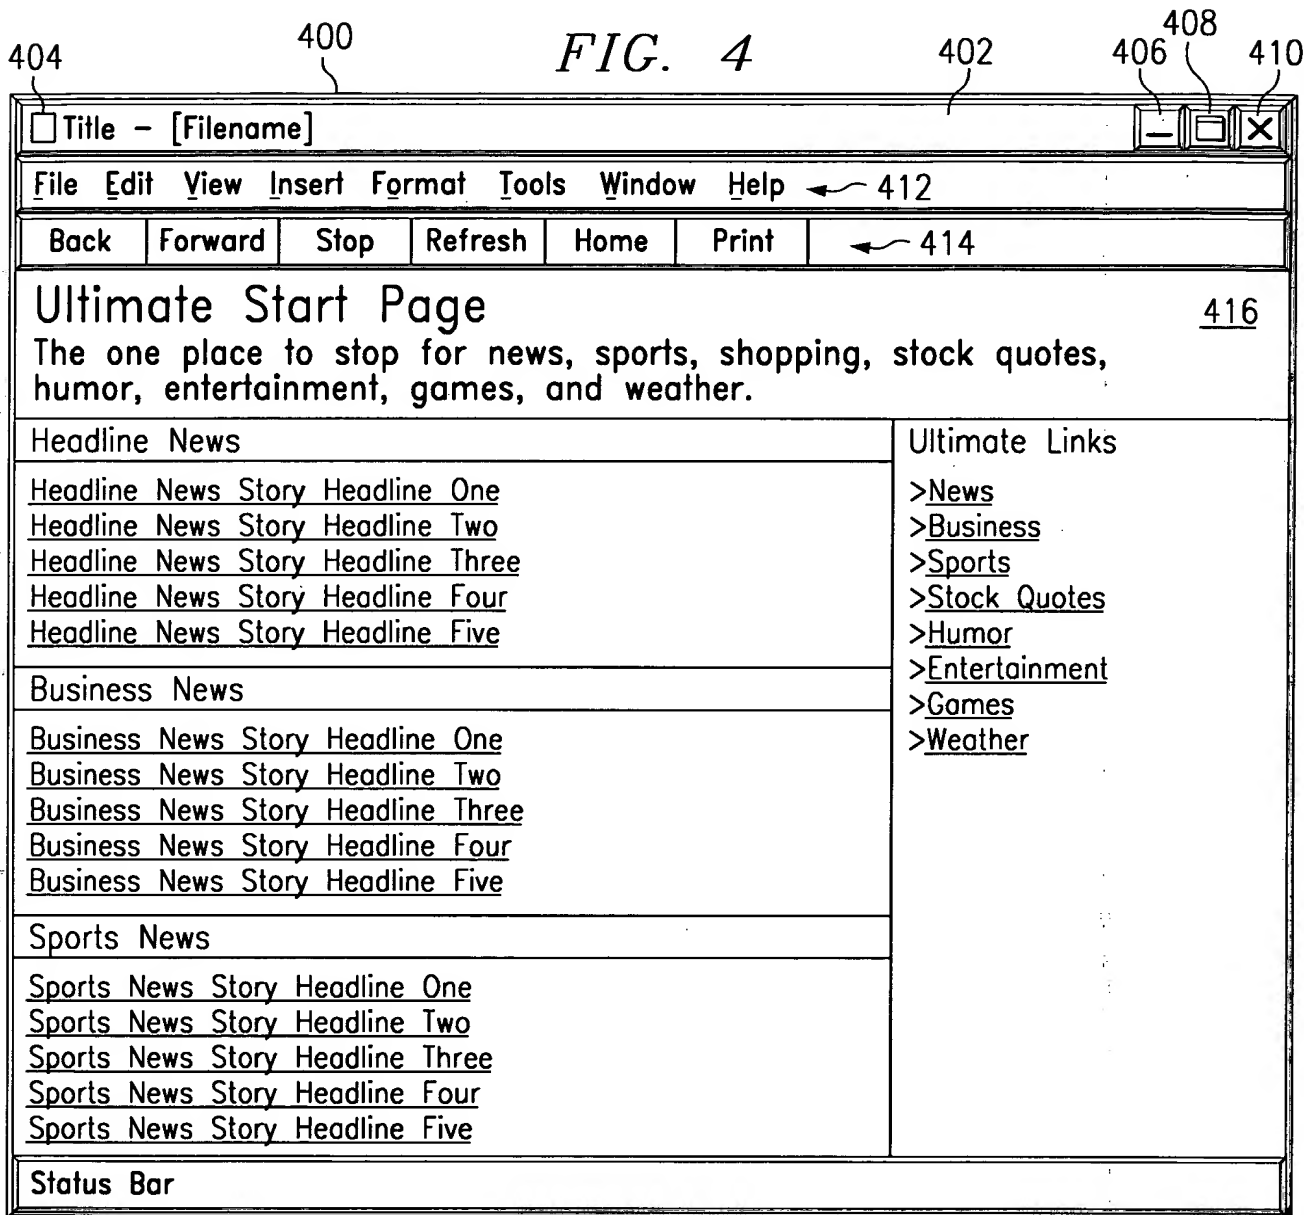 FIG. 4
404 400 402 406 408 410
Title - [Filename]
File Edit View Insert Format Tools Window Help 412
Back Forward Stop Refresh Home Print 414
Ultimate Start Page 416
The one place to stop for news, sports, shopping, stock quotes,
humor, entertainment, games, and weather.
Headline News
Headline News Story Headline One
Headline News Story Headline Two
Headline News Story Headline Three
Headline News Story Headline Four
Headline News Story Headline Five
Business News
Business News Story Headline One
Business News Story Headline Two
Business News Story Headline Three
Business News Story Headline Four
Business News Story Headline Five
Sports News
Sports News Story Headline One
Sports News Story Headline Two
Sports News Story Headline Three
Sports News Story Headline Four
Sports News Story Headline Five
Ultimate Links
>News
>Business
>Sports
>Stock Quotes
>Humor
>Entertainment
>Games
>Weather
Status Bar